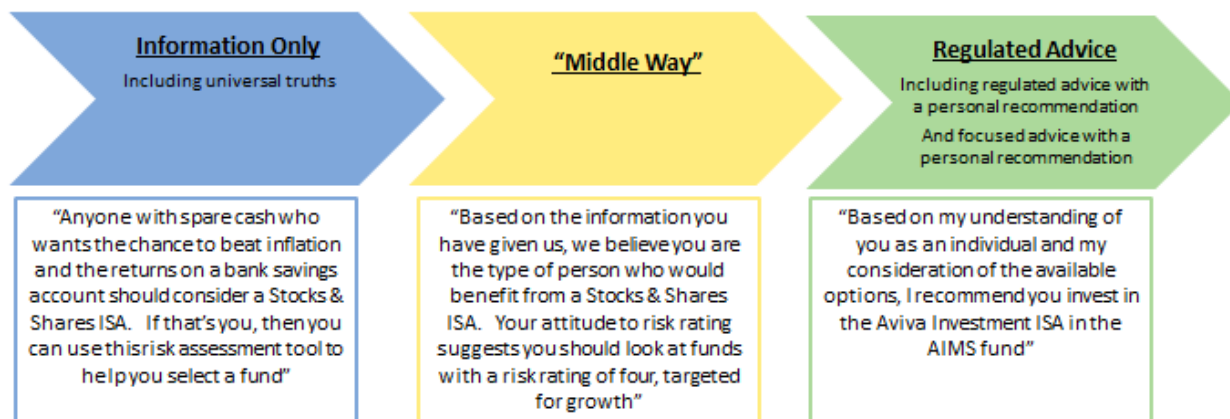 Information Only
Including universal truths
"Middle Way"
Regulated Advice
Including regulated advice with
a personal recommendation
And focused advice with a
personal recommendation
“Anyone with spare cash who
wants the chance to beat inflation
and the returns on a bank savings
account should consider a Stocks &
Shares ISA.   If that’s you, then you
can use this risk assessment tool to
help you select a fund”
“Based on the information you
have given us, we believe you are
the type of person who would
benefit from a Stocks & Shares
ISA.   Your attitude to risk rating
suggests you should look at funds
with a risk rating of four, targeted
for growth”
“Based on my understanding of
you as an individual and my
consideration of the available
options, I recommend you invest in
the Aviva Investment ISA in the
AIMS fund”